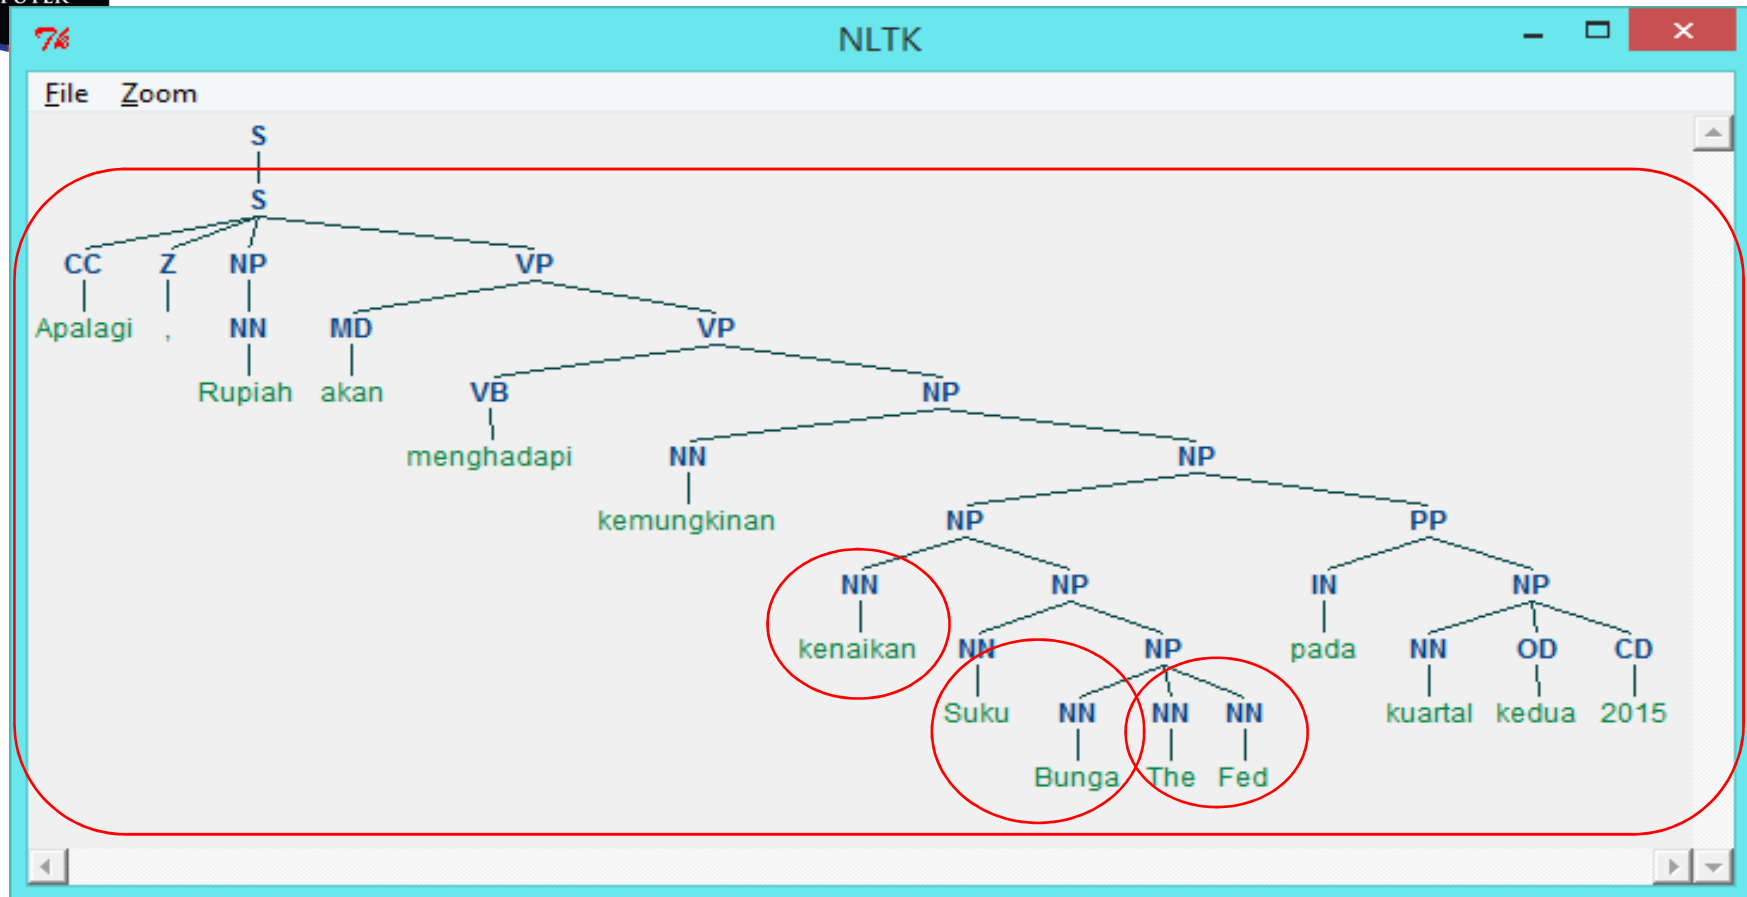 NLTK
File Zoom
S
S
CC Z NP VP
Apalagi , NN MD VP
Rupiah akan VB NP
menghadapi NN NP
kemungkinan NP PP
NN NP IN NP
kenaikan NN NP pada NN OD CD
Suku NN NN NN kuartal kedua 2015
Bunga The Fed